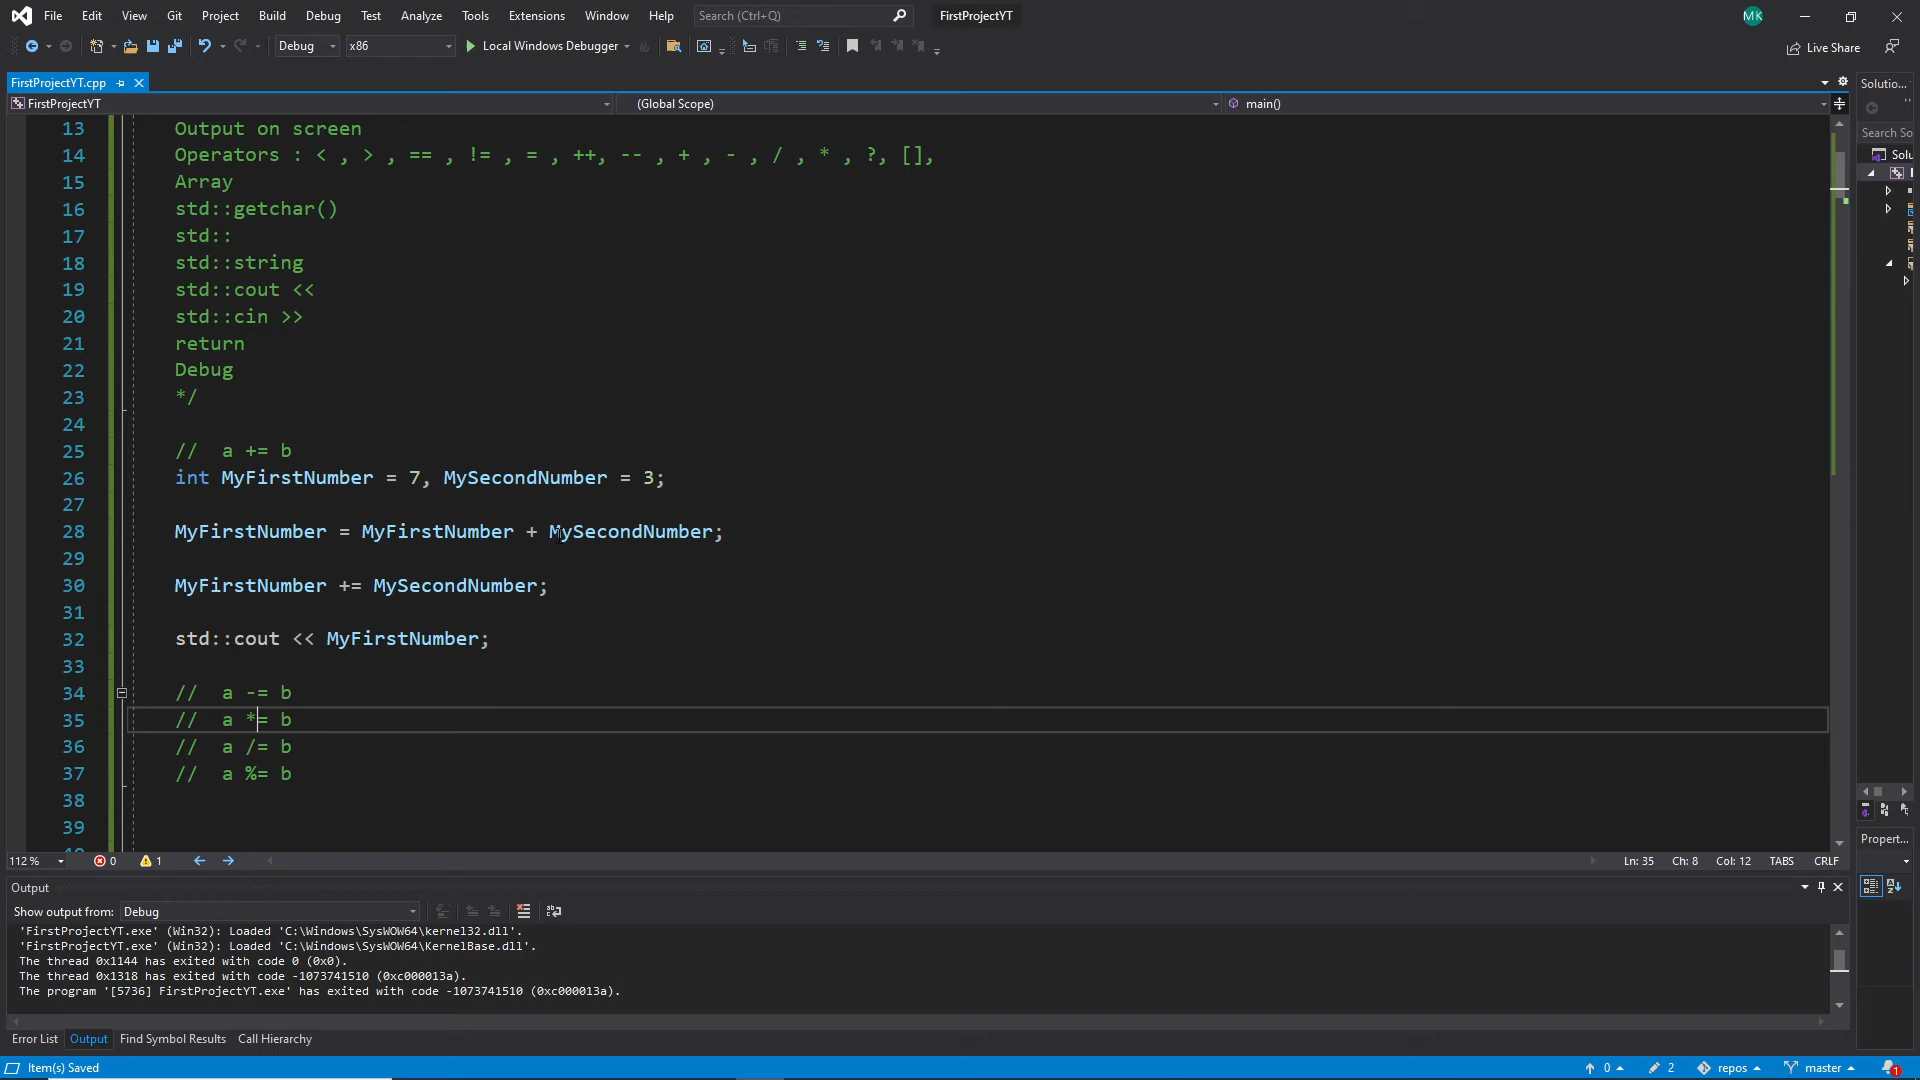 File Edit View Git Project Build Debug Test Analyze Tools Extensions Window Help Search (Ctrl+Q) FirstProjectYT MK
Debug x86 Local Windows Debugger Live Share
FirstProjectYT.cpp Solutio...
FirstProjectYT (Global Scope) main()
Search So
13 Output on screen
14 Operators : < , > , == , != , = , ++, -- , + , - , / , * , ?, [],
Solu
15 Array
16 std::getchar()
17 std::
18 std::string
19 std::cout <<
20 std::cin >>
21 return
22 Debug
23 */
24
25 // a += b
26 int MyFirstNumber = 7, MySecondNumber = 3;
27
28 MyFirstNumber = MyFirstNumber + MySecondNumber;
29
30 MyFirstNumber += MySecondNumber;
31
32 std::cout << MyFirstNumber;
33
34 // a -= b
35 // a *= b
36 // a /= b
37 // a %= b
38
39
Propert...
112 % 0 1 Ln: 35 Ch: 8 Col: 12 TABS CRLF
Output
Show output from: Debug
'FirstProjectYT.exe' (Win32): Loaded 'C:\Windows\SysWOW64\kernel32.dll'.
'FirstProjectYT.exe' (Win32): Loaded 'C:\Windows\SysWOW64\KernelBase.dll'.
The thread 0x1144 has exited with code 0 (0x0).
The thread 0x1318 has exited with code -1073741510 (0xc000013a).
The program '[5736] FirstProjectYT.exe' has exited with code -1073741510 (0xc000013a).
Error List Output Find Symbol Results Call Hierarchy
Item(s) Saved 0 2 repos master 1